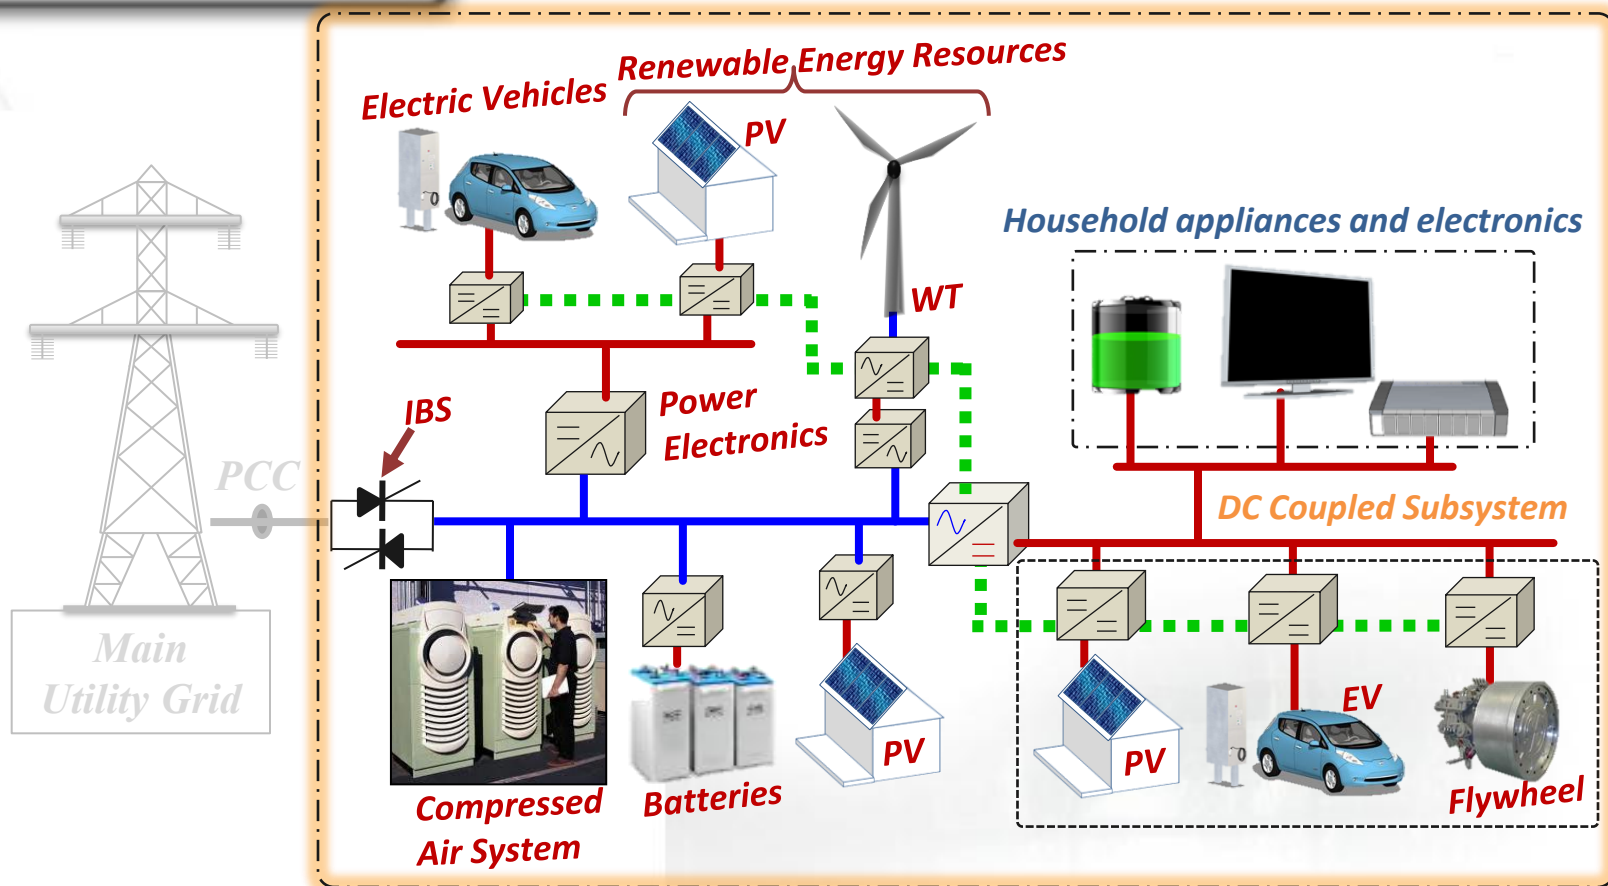 Renewable Energy Resources
Electric Vehicles
PV
Household appliances and electronics
WT
IBS
Power
Electronics
PCC
DC Coupled Subsystem
Main
Utility Grid
EV
PV
PV
Flywheel
Batteries
Compressed
Air System